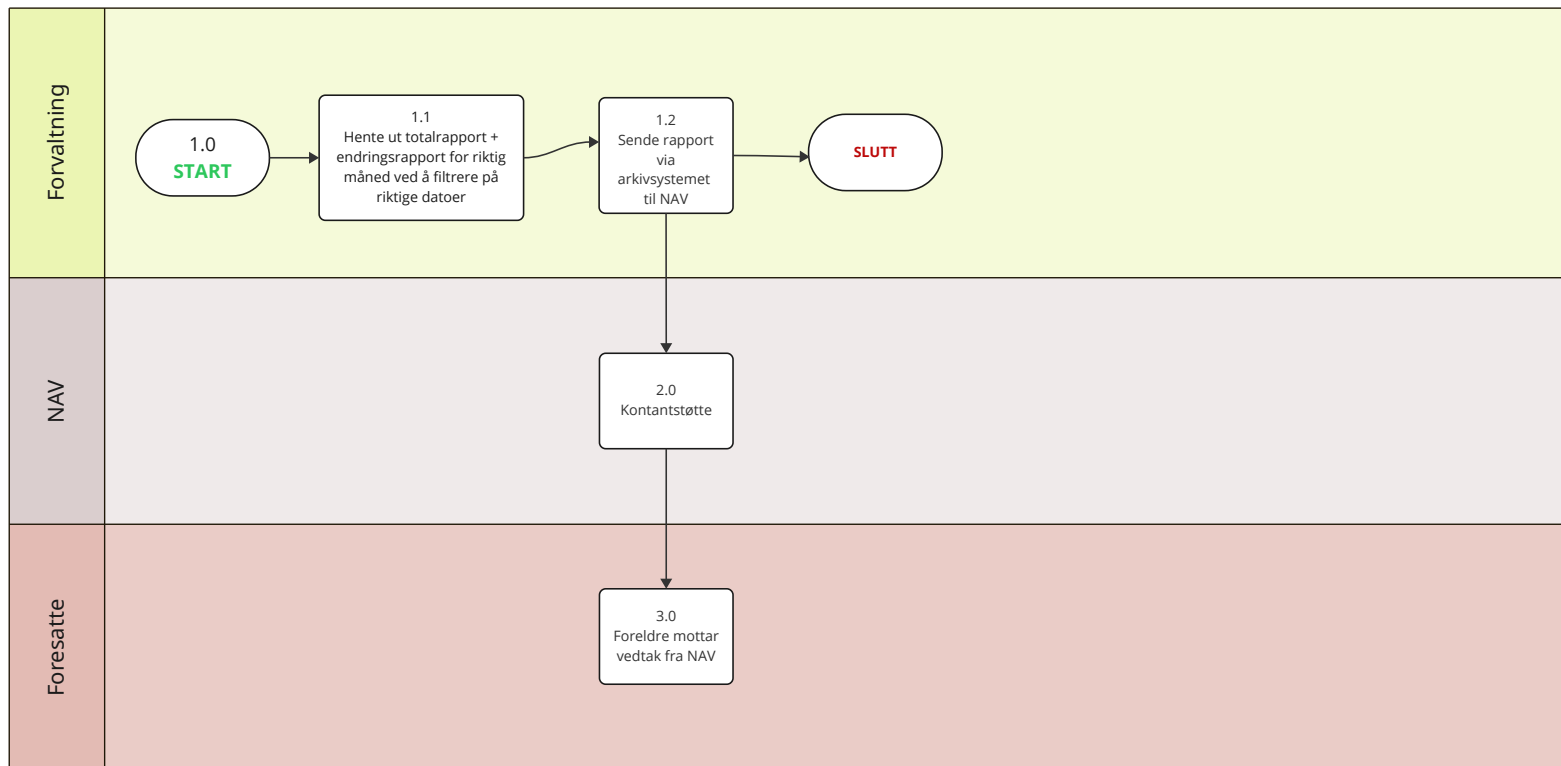 Forvaltning
1.0
START
1.1
Hente ut totalrapport +
endringsrapport for riktig
måned ved å filtrere på
riktige datoer
1.2
Sende rapport
via
arkivsystemet
til NAV
SLUTT
NAV
2.0
Kontantstøtte
Foresatte
3.0
Foreldre mottar
vedtak fra NAV